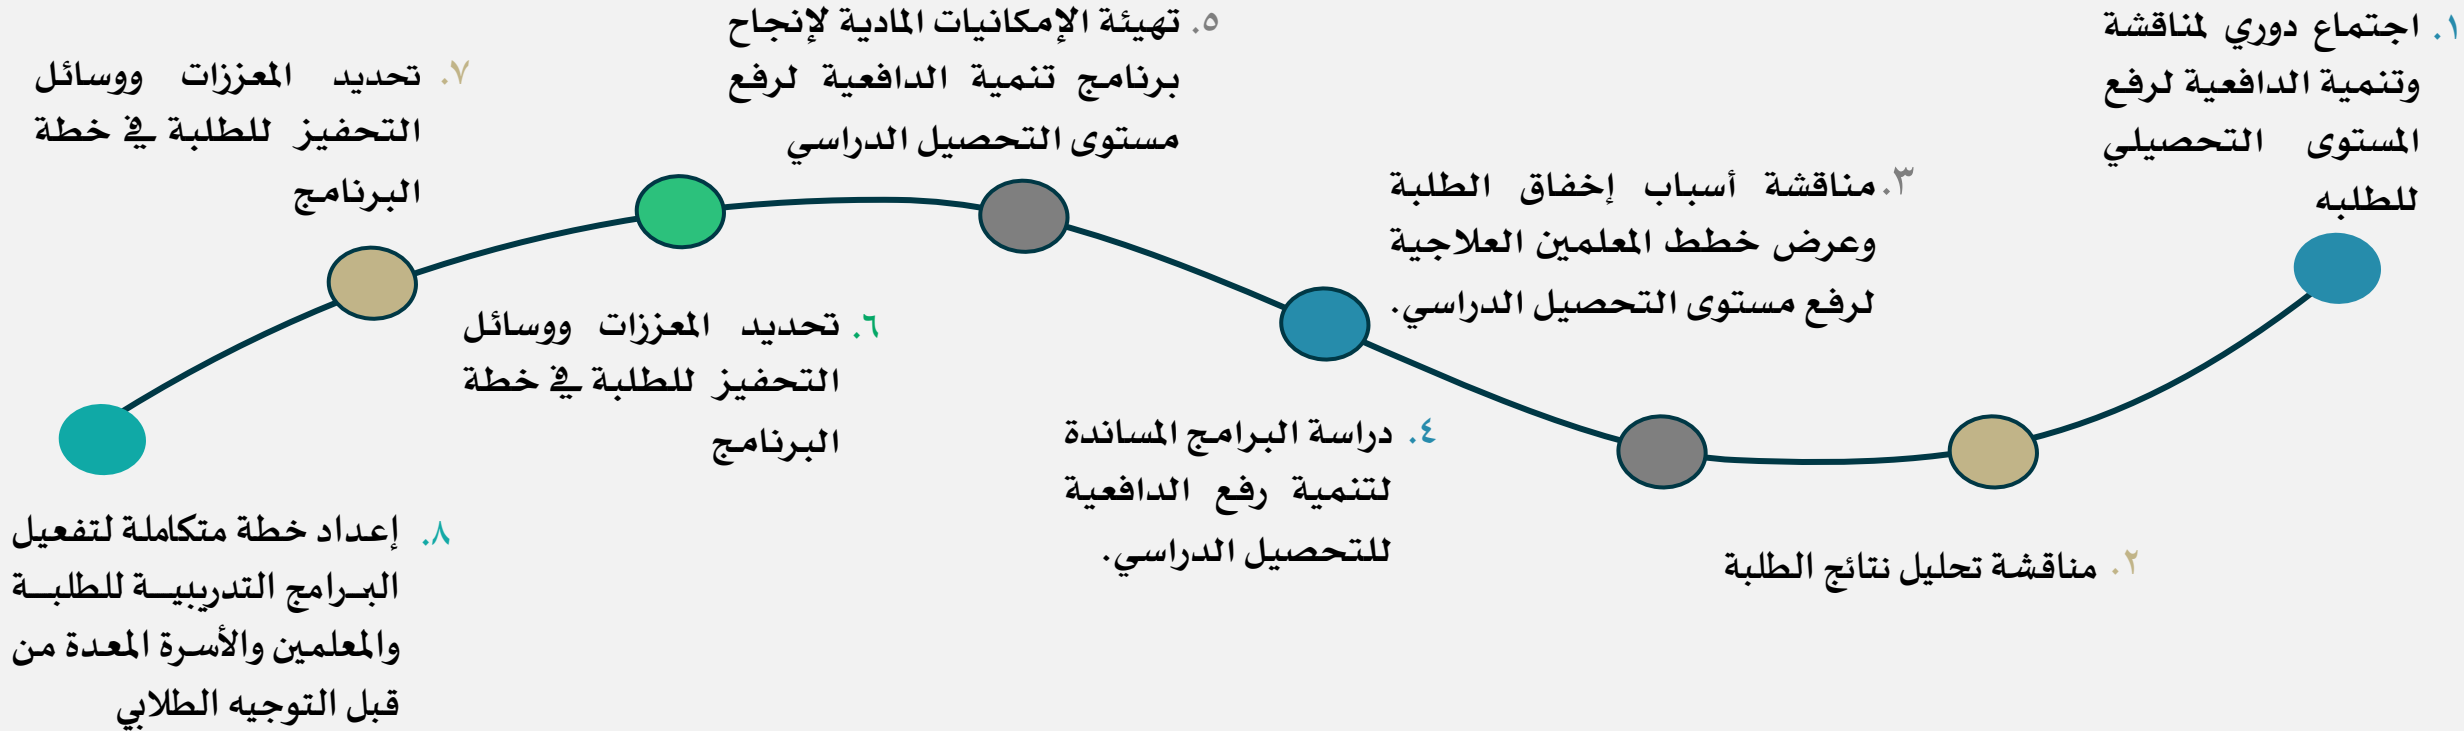 ١. اجتماع دوري لمناقشة
وتنمية الدافعية لرفع
المستوى التحصيلي
للطلبه
٢. مناقشة تحليل نتائج الطلبة
٣. مناقشة أسباب إخفاق الطلبة
وعرض خطط المعلمين العلاجية
لرفع مستوى التحصيل الدراسي.
٤. دراسة البرامج المساندة
لتنمية رفع الدافعية
للتحصيل الدراسي.
٥. تهيئة الإمكانيات المادية لإنجاح
برنامج تنمية الدافعية لرفع
مستوى التحصيل الدراسي
٦. تحديد المعززات ووسائل
التحفيز للطلبة في خطة
البرنامج
٧. تحديد المعززات ووسائل
التحفيز للطلبة في خطة
البرنامج
٨. إعداد خطة متكاملة لتفعيل
البرامج التدريبية للطلبة
والمعلمين والأسرة المعدة من
قبل التوجيه الطلابي